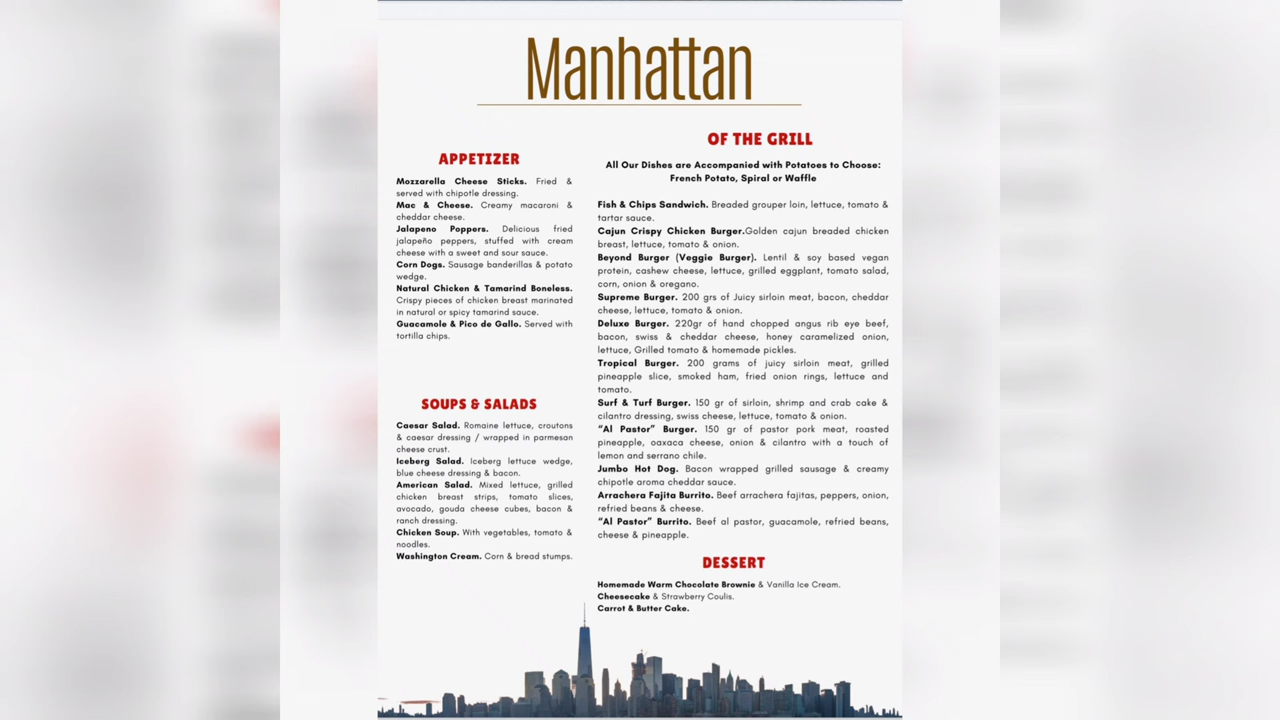 Manhattan
APPETIZER
Mozzarella Cheese Sticks. Fried &
served with chipotle dressing.
Mac & Cheese. Creamy macaroni &
cheddar cheese.
Jalapeno Poppers. Delicious fried
jalapeño peppers, stuffed with cream
cheese with a sweet and sour sauce.
Corn Dogs. Sausage banderillas & potato
wedge.
Natural Chicken & Tamarind Boneless.
Crispy pieces of chicken breast marinated
in natural or spicy tamarind sauce.
Guacamole & Pico de Gallo. Served with
tortilla chips.
SOUPS & SALADS
Caesar Salad. Romaine lettuce, croutons
& caesar dressing / wrapped in parmesan
cheese crust.
Iceberg Salad. Iceberg lettuce wedge,
blue cheese dressing & bacon.
American Salad. Mixed lettuce, grilled
chicken breast strips, tomato slices,
avocado, gouda cheese cubes, bacon &
ranch dressing.
Chicken Soup. With vegetables, tomato &
noodles.
Washington Cream. Corn & bread stumps.
OF THE GRILL
All Our Dishes are Accompanied with Potatoes to Choose:
French Potato, Spiral or Waffle
Fish & Chips Sandwich. Breaded grouper loin, lettuce, tomato &
tartar sauce.
Cajun Crispy Chicken Burger.Golden cajun breaded chicken
breast, lettuce, tomato & onion.
Beyond Burger (Veggie Burger). Lentil & soy based vegan
protein, cashew cheese, lettuce, grilled eggplant, tomato salad,
corn, onion & oregano.
Supreme Burger. 200 grs of Juicy sirloin meat, bacon, cheddar
cheese, lettuce, tomato & onion.
Deluxe Burger. 220gr of hand chopped angus rib eye beef,
bacon, swiss & cheddar cheese, honey caramelized onion,
lettuce, Grilled tomato & homemade pickles.
Tropical Burger. 200 grams of juicy sirloin meat, grilled
pineapple slice, smoked ham, fried onion rings, lettuce and
tomato.
Surf & Turf Burger. 150 gr of sirloin, shrimp and crab cake &
cilantro dressing, swiss cheese, lettuce, tomato & onion.
“Al Pastor” Burger. 150 gr of pastor pork meat, roasted
pineapple, oaxaca cheese, onion & cilantro with a touch of
lemon and serrano chile.
Jumbo Hot Dog. Bacon wrapped grilled sausage & creamy
chipotle aroma cheddar sauce.
Arrachera Fajita Burrito. Beef arrachera fajitas, peppers, onion,
refried beans & cheese.
“Al Pastor” Burrito. Beef al pastor, guacamole, refried beans,
cheese & pineapple.
DESSERT
Homemade Warm Chocolate Brownie & Vanilla Ice Cream.
Cheesecake & Strawberry Coulis.
Carrot & Butter Cake.